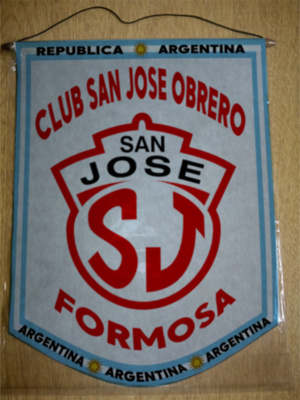 REPUBLICA ARGENTINA
CLUB SAN JOSE OBRERO
SAN
JOSE
SJ
FORMOSA
ARGENTINA ARGENTINA ARGENTINA